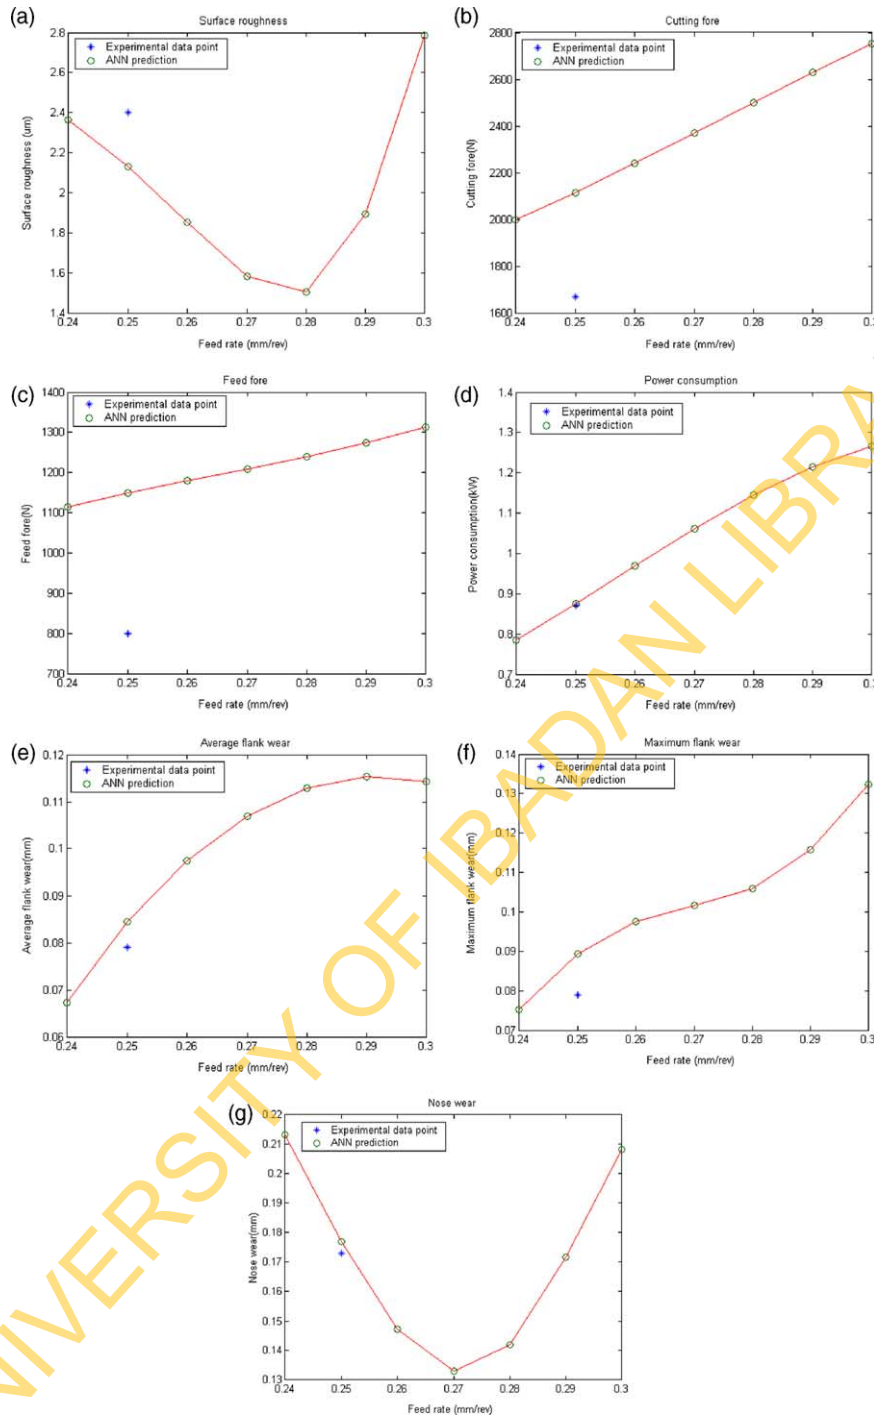 (a)
Surface roughness
2.8
2.6
2.4
2.2
2
1.8
1.6
1.4
Surface roughness (um)
Experimental data point
ANN prediction
0.24 0.25 0.26 0.27 0.28 0.29 0.3
Feed rate (mm/rev)
(b)
Cutting fore
2800
2600
2400
2200
2000
1800
1600
Cutting fore(N)
Experimental data point
ANN prediction
0.24 0.25 0.26 0.27 0.28 0.29 0.3
Feed rate (mm/rev)
(c)
Feed fore
1400
1300
1200
1100
1000
900
800
700
Feed fore(N)
Experimental data point
ANN prediction
0.24 0.25 0.26 0.27 0.28 0.29 0.3
Feed rate (mm/rev)
(d)
Power consumption
1.4
1.3
1.2
1.1
1
0.9
0.8
0.7
Power consumption(kW)
Experimental data point
ANN prediction
0.24 0.25 0.26 0.27 0.28 0.29 0.3
Feed rate (mm/rev)
(e)
Average flank wear
0.12
0.11
0.1
0.09
0.08
0.07
0.06
Average flank wear(mm)
Experimental data point
ANN prediction
0.24 0.25 0.26 0.27 0.28 0.29 0.3
Feed rate (mm/rev)
(f)
Maximum flank wear
0.14
0.13
0.12
0.11
0.1
0.09
0.08
0.07
Maximum flank wear(mm)
Experimental data point
ANN prediction
0.24 0.25 0.26 0.27 0.28 0.29 0.3
Feed rate (mm/rev)
(g)
Nose wear
0.22
0.21
0.2
0.19
0.18
0.17
0.16
0.15
0.14
0.13
Nose wear(mm)
Experimental data point
ANN prediction
0.24 0.25 0.26 0.27 0.28 0.29 0.3
Feed rate (mm/rev)
UNIVERSITY OF IBADAN LIBRA